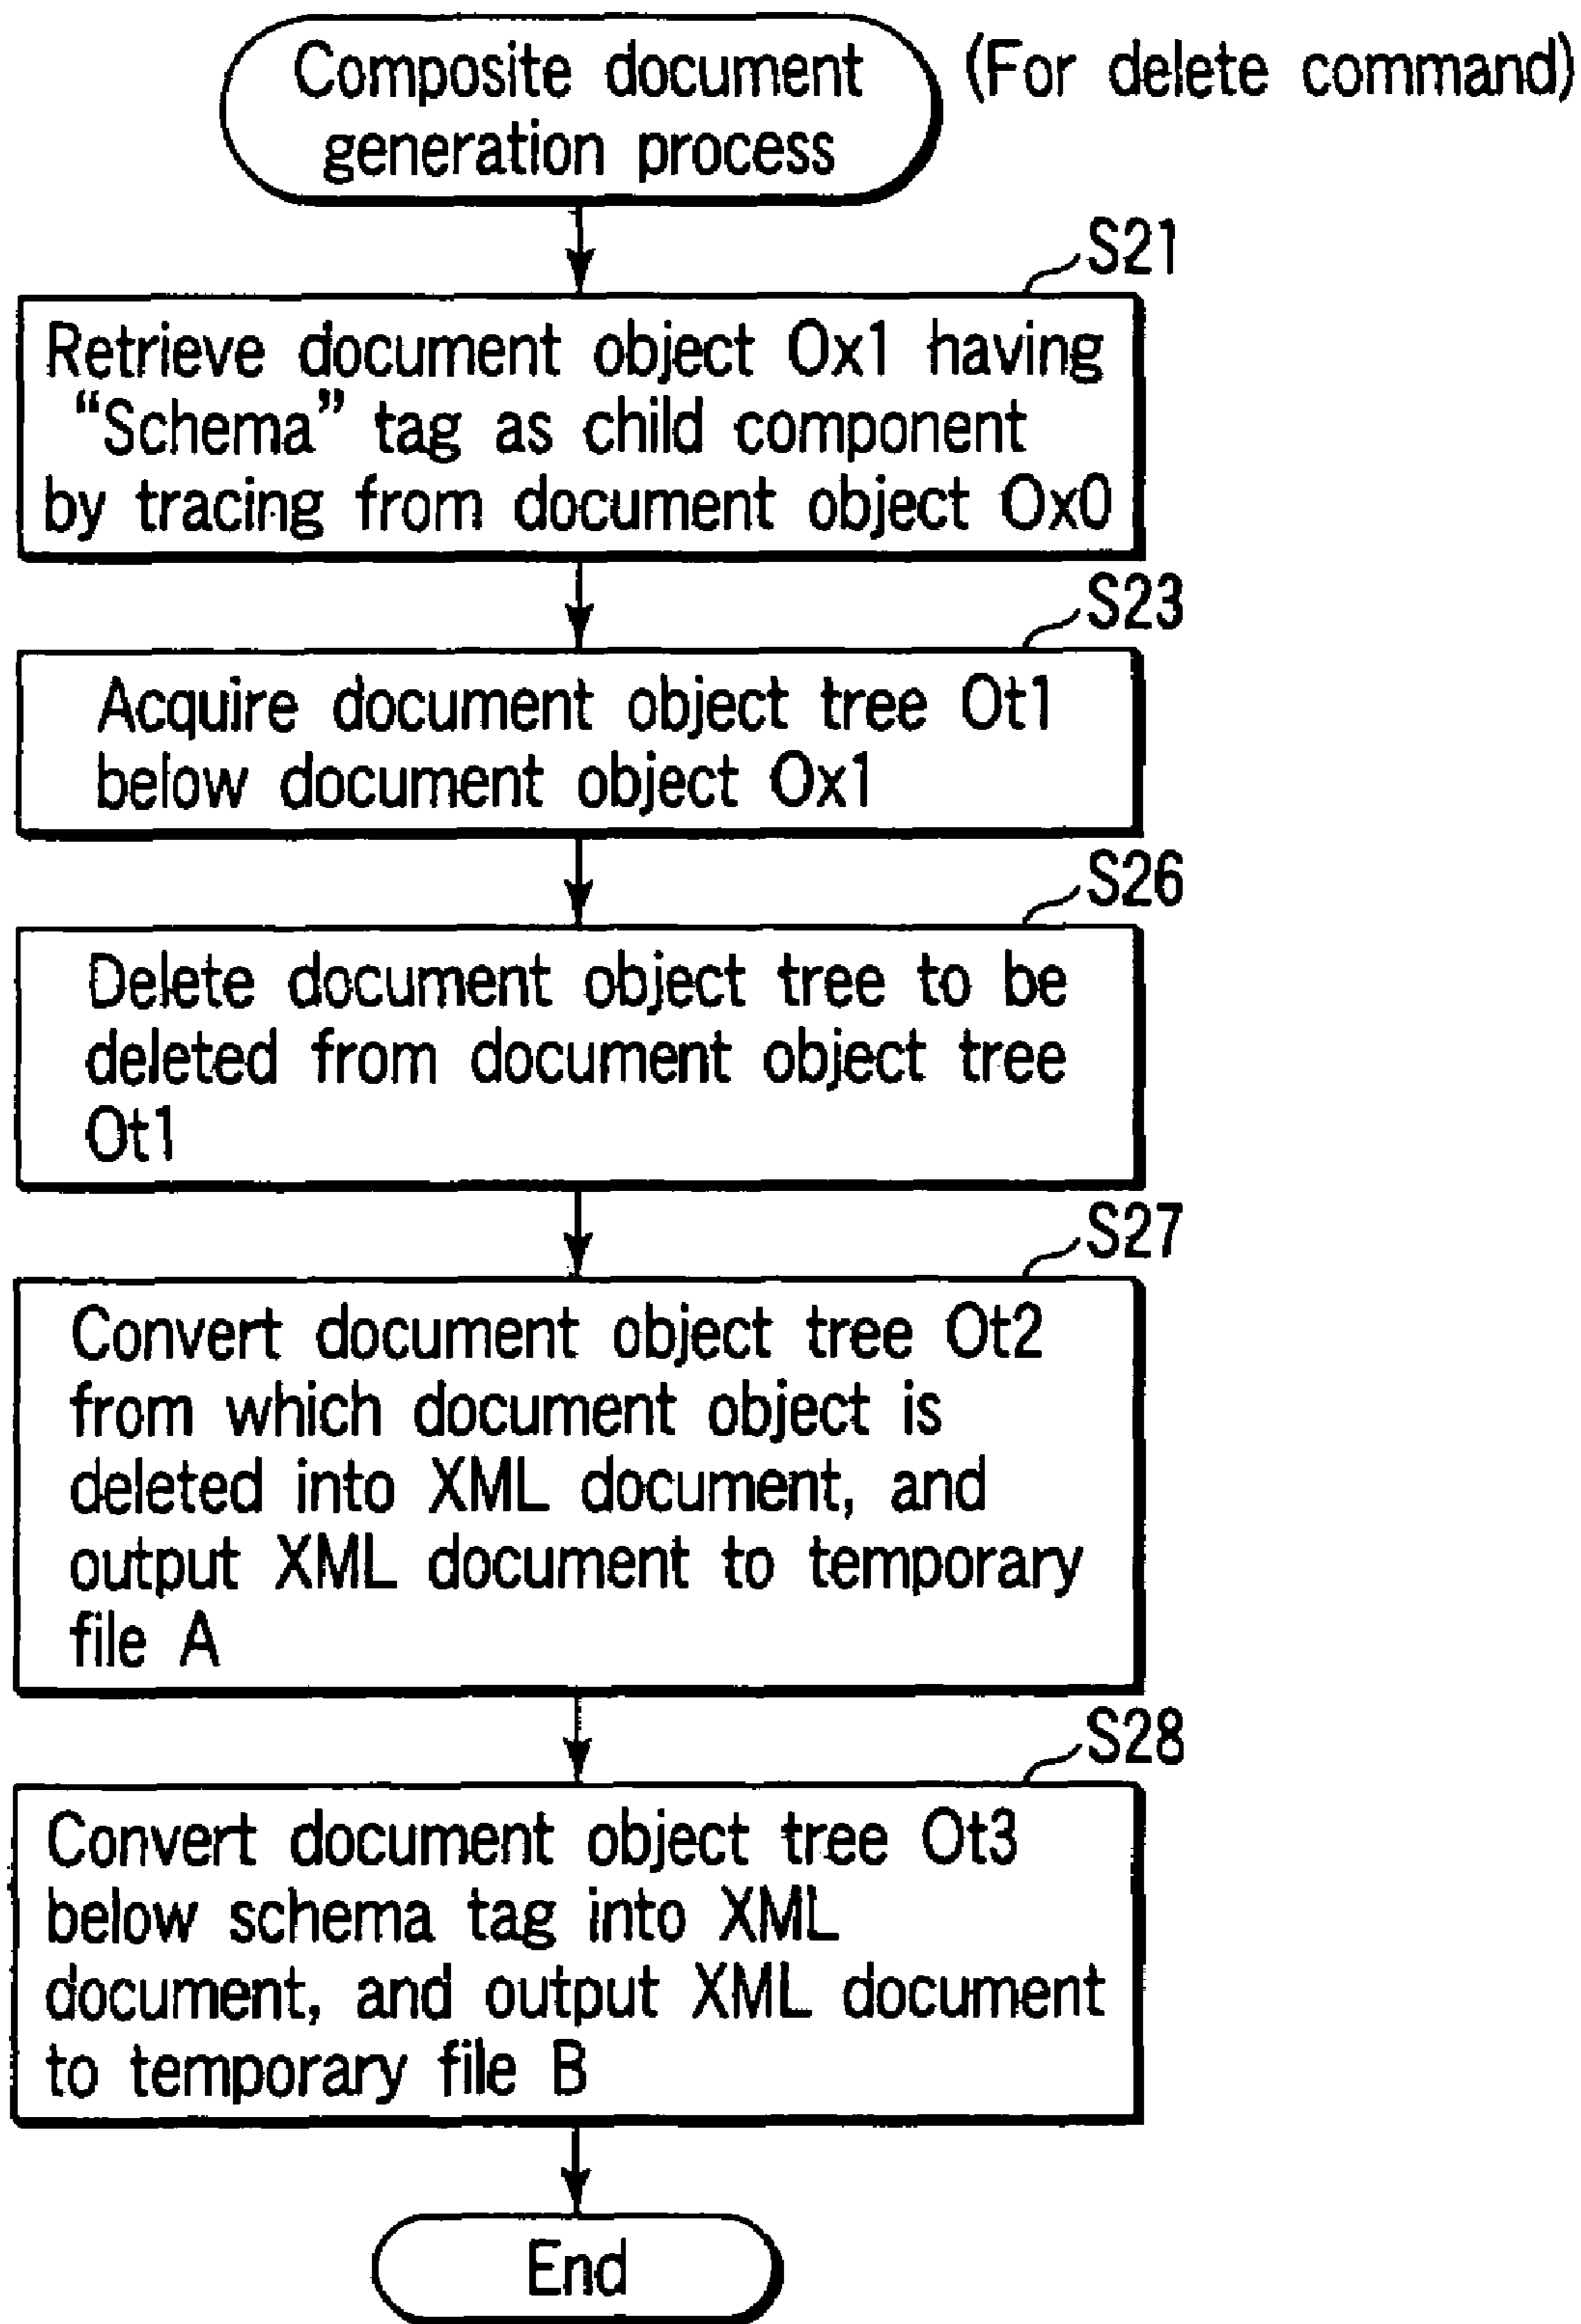 Composite document
generation process
(For delete command)
S21
Retrieve document object Ox1 having
“Schema” tag as child component
by tracing from document object Ox0
S23
Acquire document object tree Ot1
below document object Ox1
S26
Delete document object tree to be
deleted from document object tree
Ot1
S27
Convert document object tree Ot2
from which document object is
deleted into XML document, and
output XML document to temporary
file A
S28
Convert document object tree Ot3
below schema tag into XML
document, and output XML document
to temporary file B
End